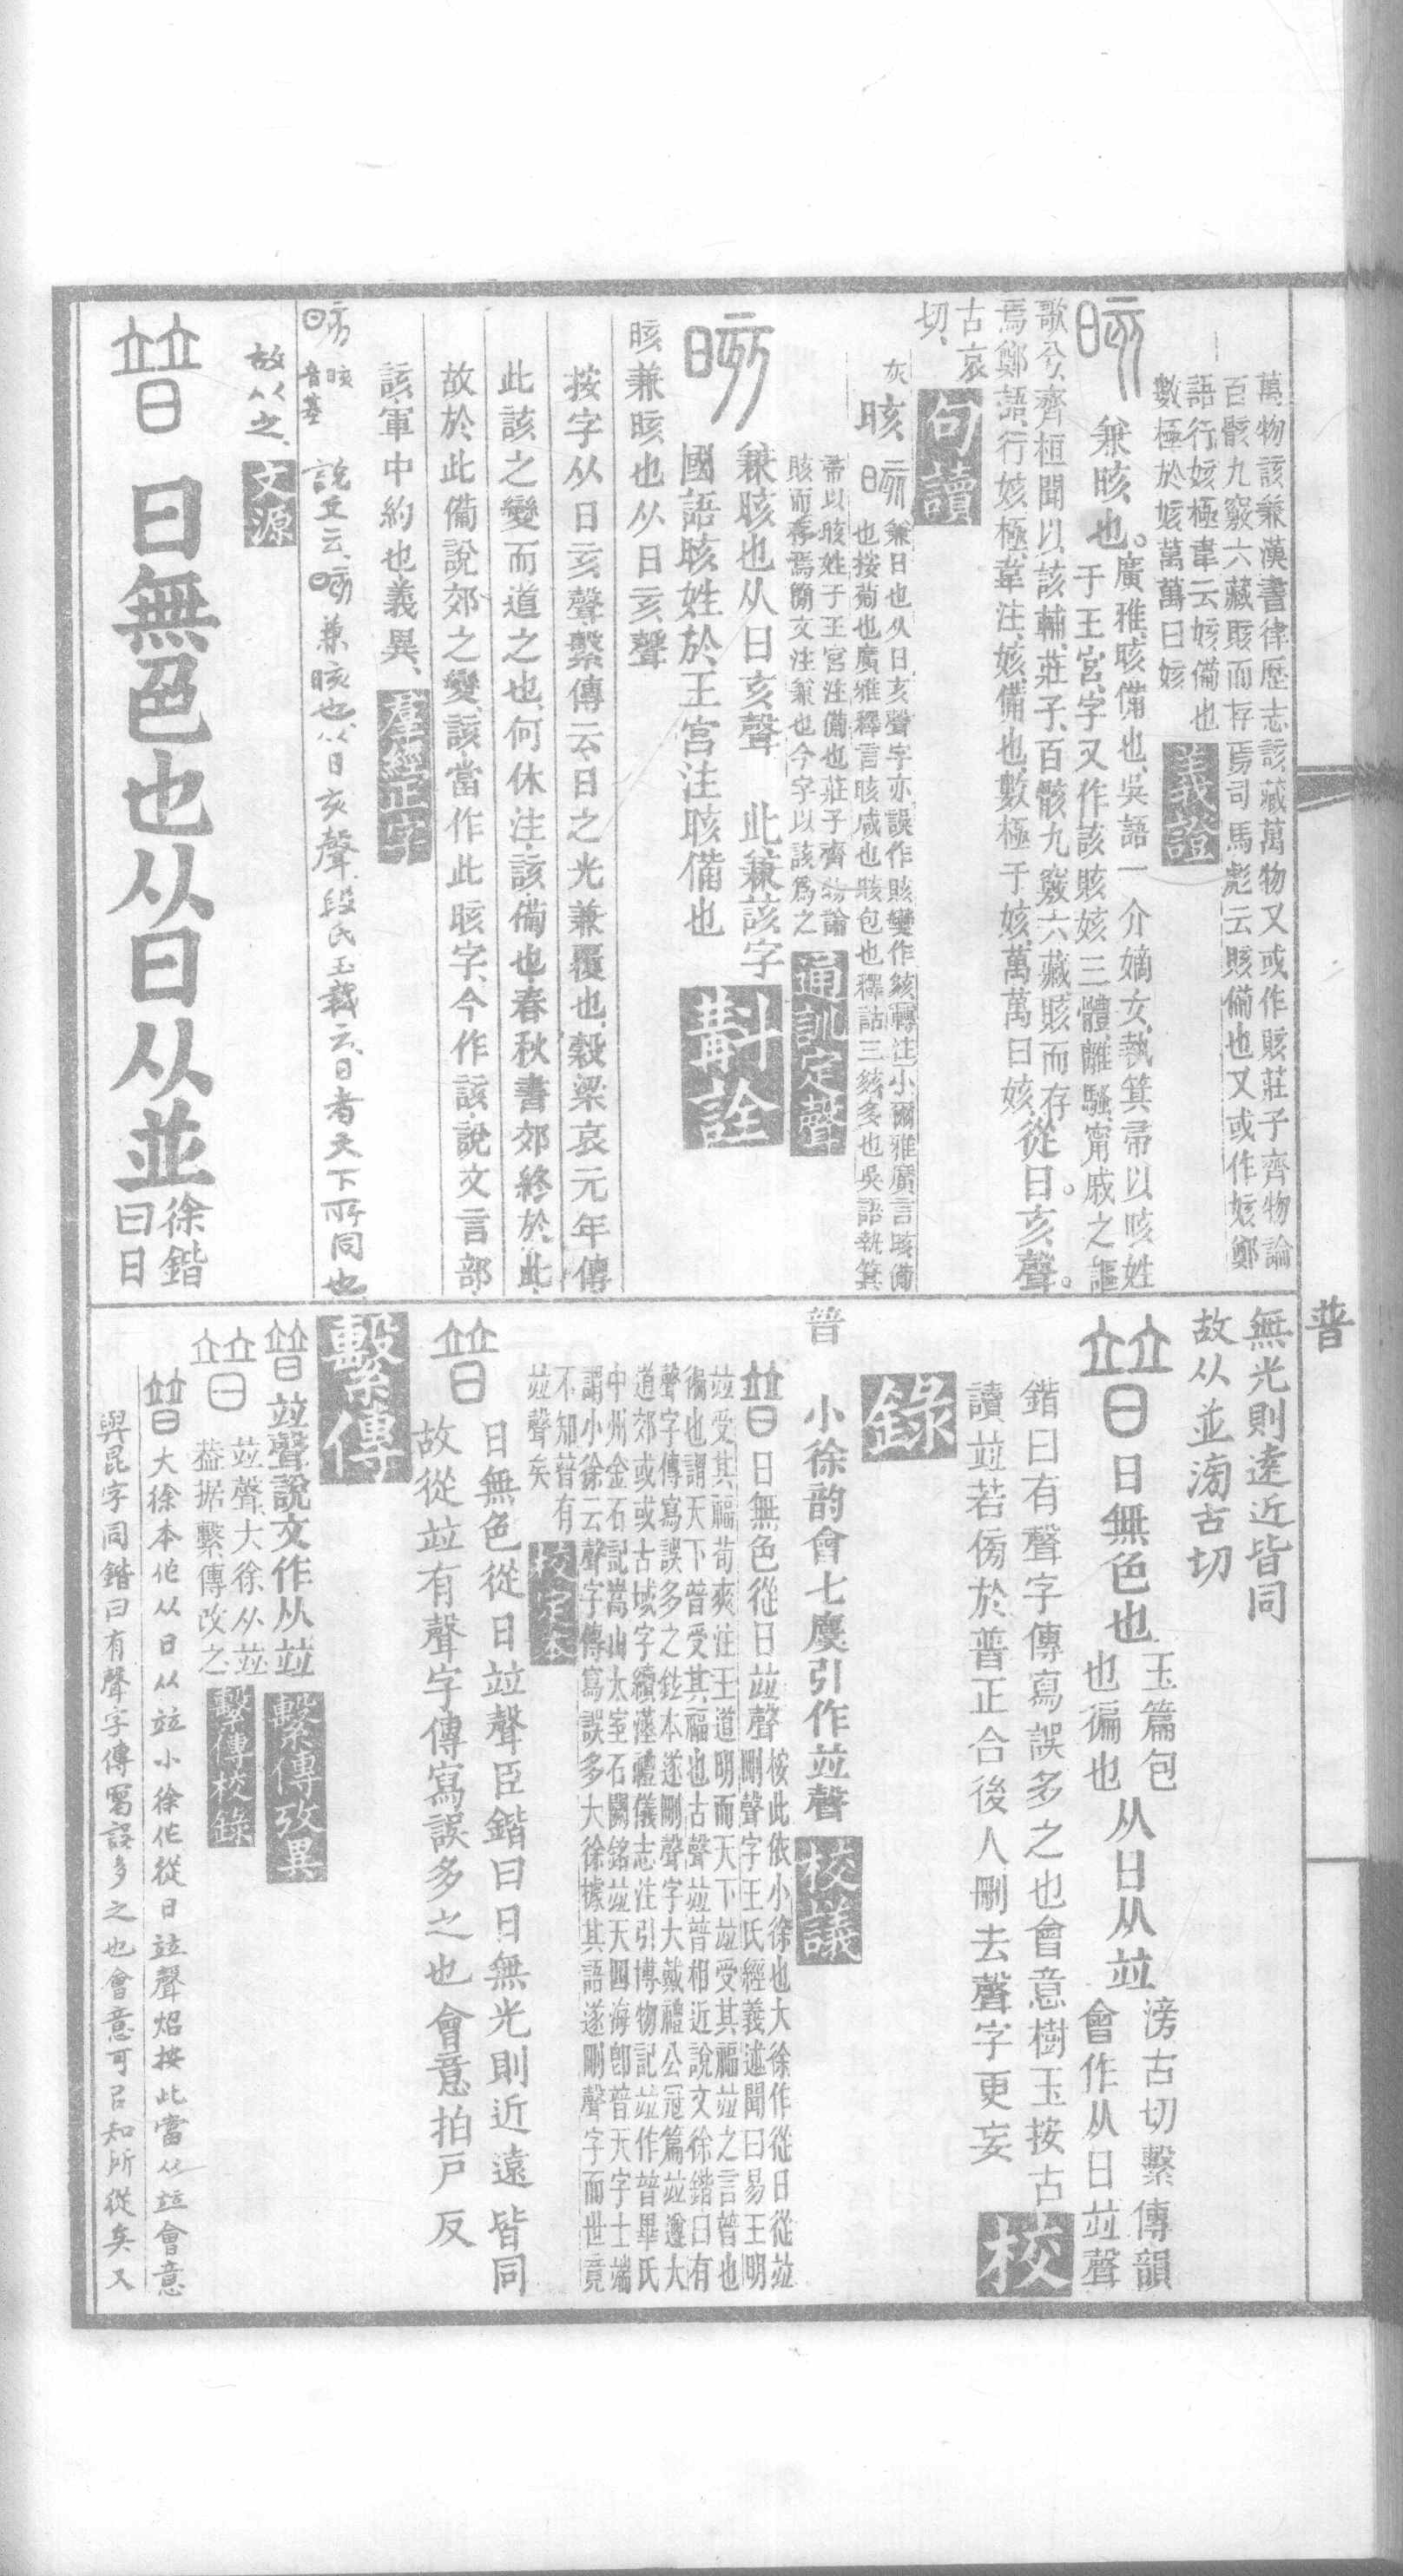 萬物該兼漢書律歷志該藏萬物又或作賅莊子齊物論
百骸九竅六藏賅而存焉司馬彪云賅備也又或作姟鄭
語行姟極韋云姟備也
數極於姟萬萬曰姟
義證
晐兼晐也。廣雅晐備也、吳語一介嫡女執箕帚以晐姓
于王宮、字又作該賅姟三體、離騷、甯戚之謳
歌兮、齊桓聞以該輔、莊子、百骸九竅六藏賅而存
焉、鄭語、行姟極、韋注、姟、備也、數極于姟、萬萬曰姟、從日亥聲。
古哀
切、
句讀
灰
晐
晐兼日也从日、亥聲字亦誤作賅變作絯轉注小爾雅廣言晐備
也按葡也廣雅釋言晐咸也晐包也釋詁三絯多也吳語執箕
帚以晐姓于王宮注備也莊子齊物論
賅而存焉簡文注兼也今字以該爲之
通訓定聲
晐兼晐也从日亥聲　此兼該字
國語晐姓於王宮注晐備也
斠詮
晐兼晐也从日亥聲
按字从日亥聲、繫傳云、日之光兼覆也、穀梁哀元年傳、
此該之變而道之也、何休注、該備也、春秋書郊終於此、
故於此備說郊之變、該當作此晐字、今作該、說文言部、
該、軍中約也義異、
羣經正字
晐晐音基　說文云、晐兼晐也、从日亥聲、段氏玉裁云、日者天下所同也
故从之、
文源
普日無色也从日从並徐鍇
曰日
無光則遠近皆同
故从並滂古切
普日無色也玉篇包
也徧也从日从並滂古切繫傳韻
會作从日並聲
鍇曰有聲字傳寫誤多之也會意樹玉按古
讀並若傍於普正合後人刪去聲字更妄
校
錄
普　小徐韵會七麌引作並聲
校議
普日無色從日並聲桉此依小徐也大徐作從日從並
刪聲字王氏經義述聞曰易王明
並受其福荀爽注王道明而天下並受其福並之言普也
徧也謂天下普受其福也古聲並普相近說文徐鍇曰有
聲字傳寫誤多之鉉本遂刪聲字大戴禮公冠篇並遵大
道郊或或古域字續漢禮儀志注引博物記並作普畢氏
中州金石記嵩山太室石闕銘並天四海卽普天字士端
謂小徐云聲字傳寫誤多大徐據其語遂刪聲字而世竟
不知普有
並聲矣
校定本
普日無色從日並聲臣鍇曰日無光則近遠皆同
故從並有聲字傳寫誤多之也會意拍戸反
繫傳
普並聲說文作从並
繫傳攷異
普並聲、大徐从並
葢據繫傳改之
繫傳校錄
普大徐本作从日从並小徐作從日並聲炤按此當从並會意
與昆字同鍇曰有聲字傳寫誤多之也會意可㠯知所從矣又
普